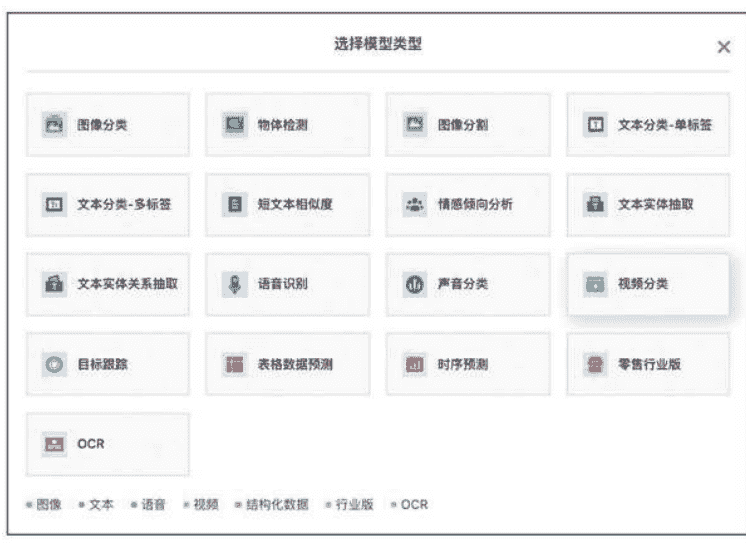 选择模型类型
图像分类 物体检测 图像分割 文本分类-单标签
文本分类-多标签 短文本相似度 情感倾向分析 文本实体抽取
文本实体关系抽取 语音识别 声音分类 视频分类
目标跟踪 表格数据预测 时序预测 零售行业版
OCR
图像 文本 语音 视频 结构化数据 行业版 OCR